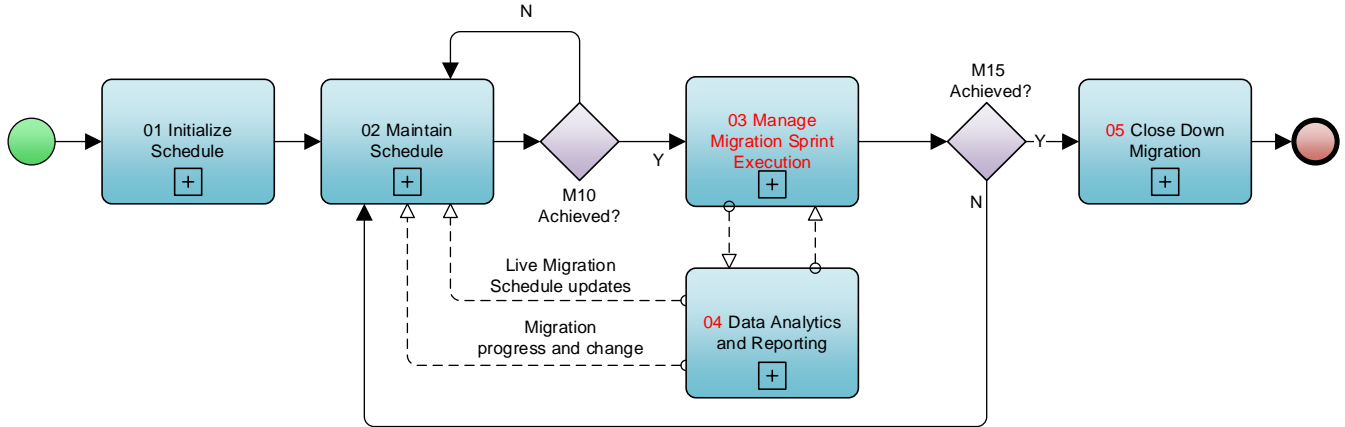 N
01 Initialize
Schedule
02 Maintain
Schedule
M10
Achieved?
Y
03 Manage
Migration Sprint
Execution
M15
Achieved?
Y
N
05 Close Down
Migration
Live Migration
Schedule updates
Migration
progress and change
04 Data Analytics
and Reporting